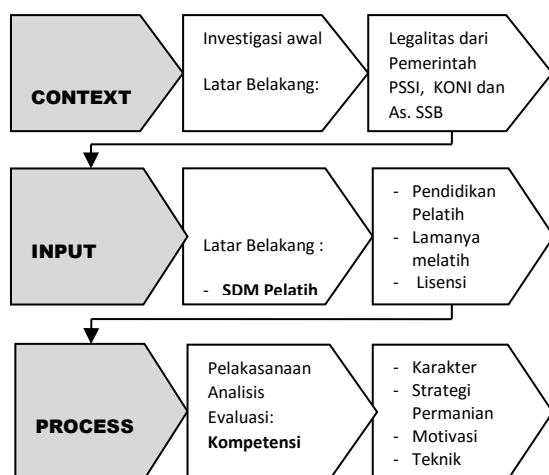 CONTEXT
Investigasi awal
Latar Belakang:
Legalitas dari
Pemerintah
PSSI, KONI dan
As. SSB
INPUT
Latar Belakang :
- SDM Pelatih
- Pendidikan
Pelatih
- Lamanya
melatih
- Lisensi
PROCESS
Pelakasanaan
Analisis
Evaluasi:
Kompetensi
- Karakter
- Strategi
Permanian
- Motivasi
- Teknik